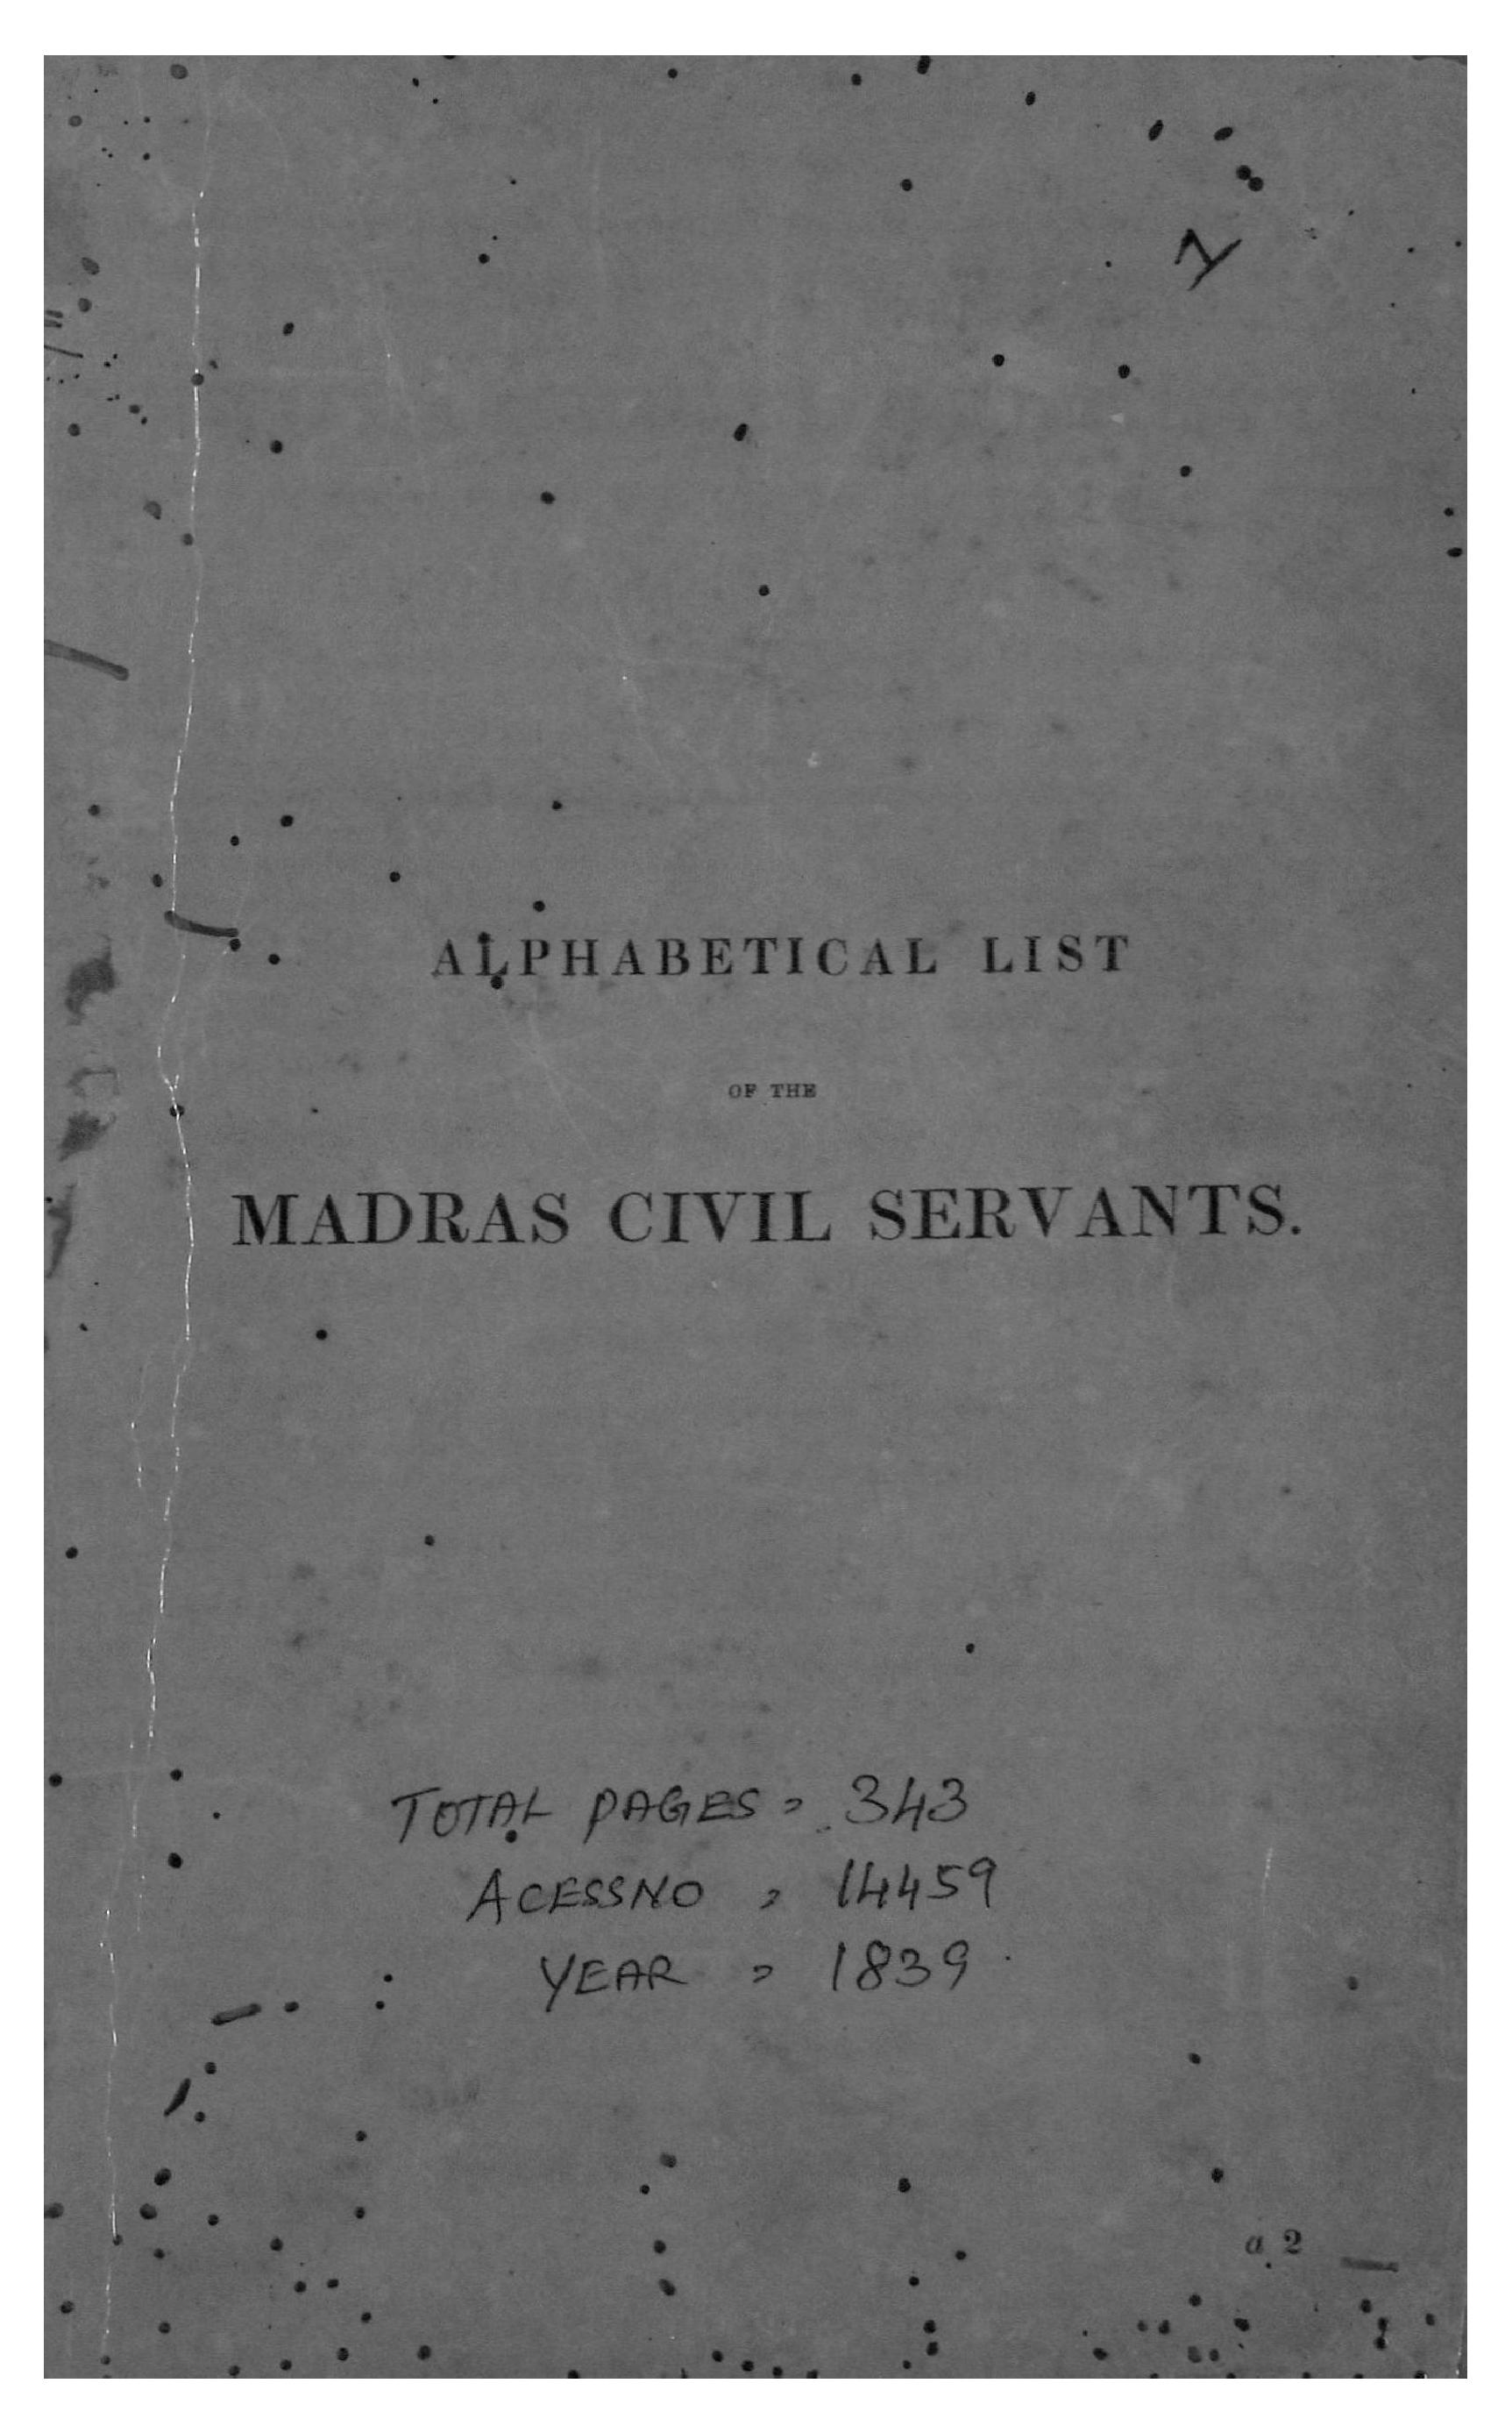 ALPHABETICAL LIST
OF THE
MADRAS CIVIL SERVANTS.
TOTAL PAGES = 343
ACESSNO = 14459
YEAR = 1839
a 2